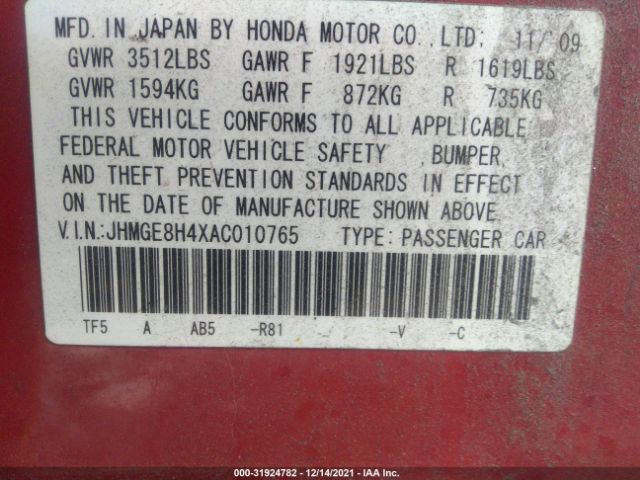 MFD. IN JAPAN BY HONDA MOTOR CO.,LTD; 11/ 09
GVWR 3512LBS GAWR F 1921LBS R 1619LBS
GVWR 1594KG GAWR F 872KG R 735KG
THIS VEHICLE CONFORMS TO ALL APPLICABLE
FEDERAL MOTOR VEHICLE SAFETY , BUMPER,
AND THEFT PREVENTION STANDARDS IN EFFECT
ON THE DATE OF MANUFACTURE SHOWN ABOVE.
V.I.N.:JHMGE8H4XAC010765 TYPE: PASSENGER CAR
TF5 A AB5 -R81 -V -C
000-31924782 - 12/14/2021 - IAA Inc.